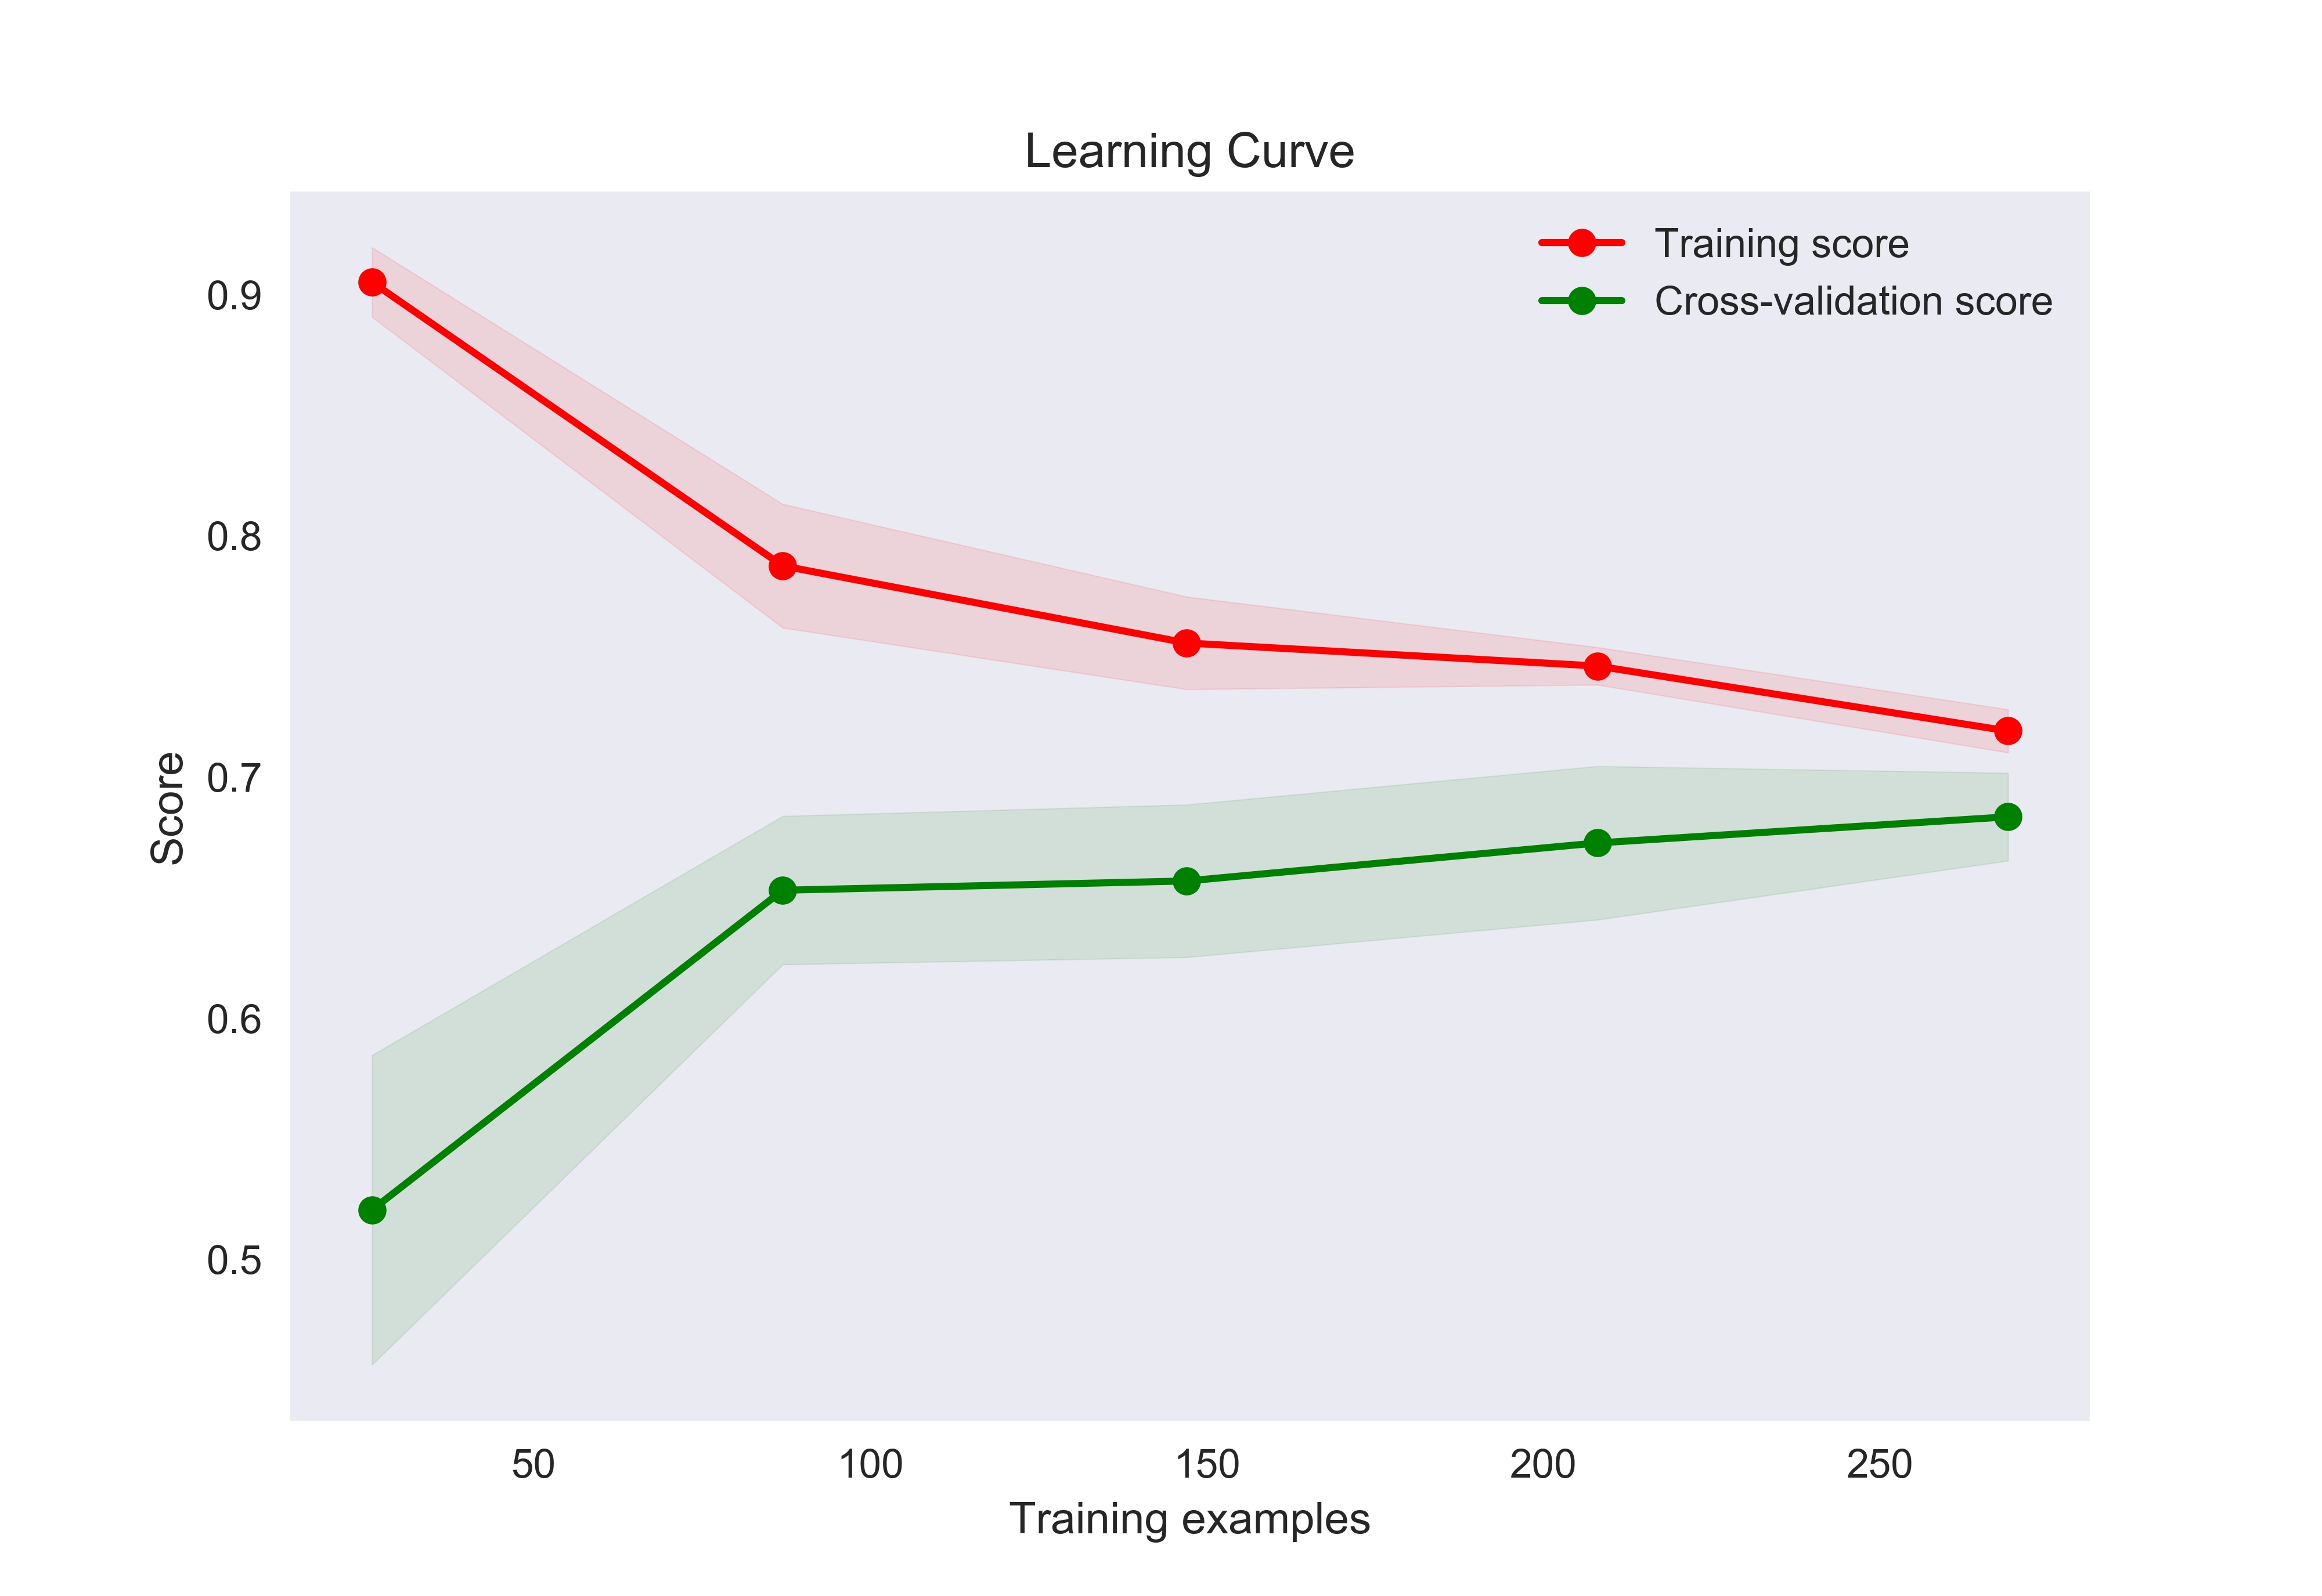 Learning Curve
Training score
Cross-validation score
0.9
0.8
0.7
0.6
0.5
Score
50 100 150 200 250
Training examples